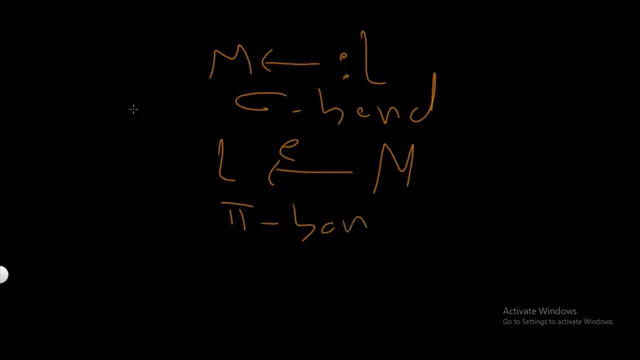 M ← :L
σ-bond
L ←e M
π-bon
Activate Windows
Go to Settings to activate Windows.